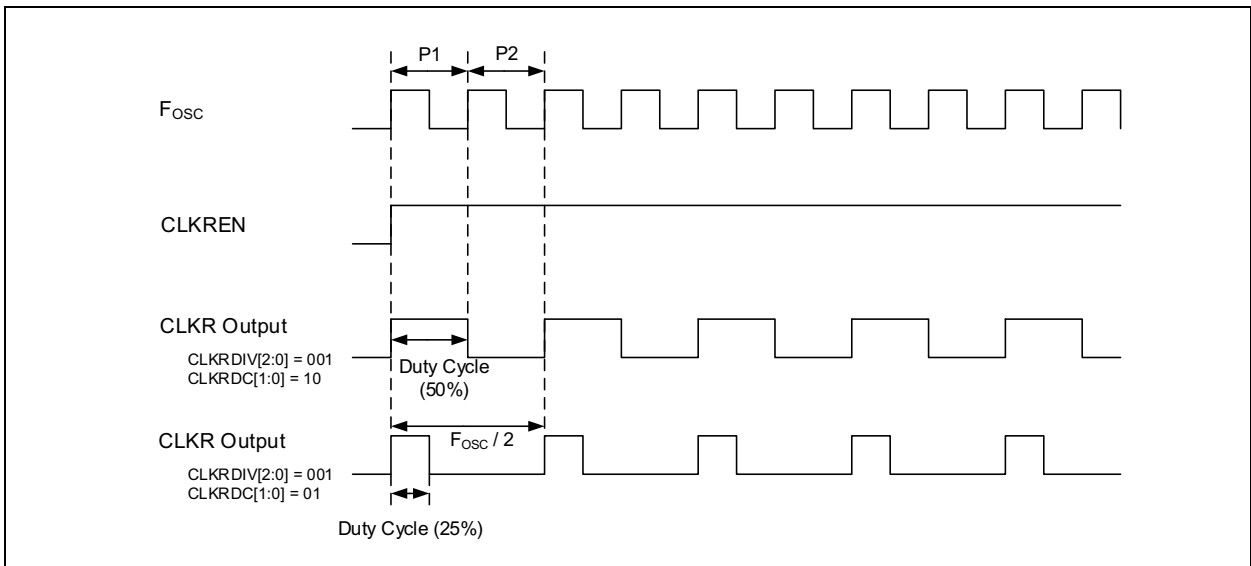 P1 P2
FOSC
CLKREN
CLKR Output
CLKRDIV[2:0] = 001
CLKRDC[1:0] = 10
Duty Cycle
(50%)
FOSC / 2
CLKR Output
CLKRDIV[2:0] = 001
CLKRDC[1:0] = 01
Duty Cycle (25%)